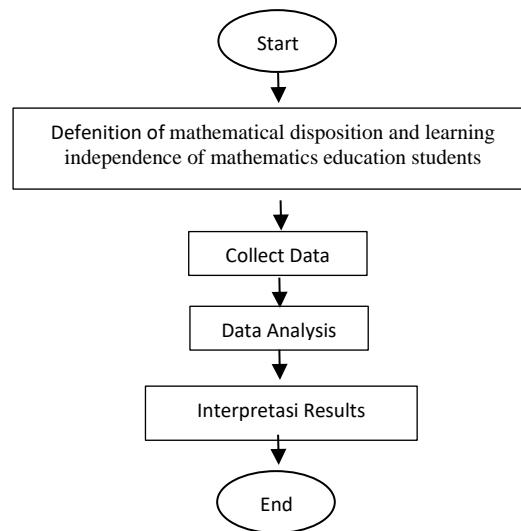 Start
Defenition of mathematical disposition and learning
independence of mathematics education students
Collect Data
Data Analysis
Interpretasi Results
End